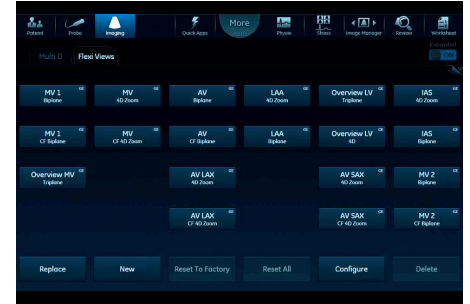 More
Patient Probe Imaging Quick Apps Physio Stress Image Manager Review Worksheet
Multi D Flexi Views Expanded
On
MV 1 MV AV LAA Overview LV IAS
Biplane 4D Zoom Biplane 4D Zoom Triplane 4D Zoom
MV 1 MV AV LAA Overview LV IAS
CF Biplane CF 4D Zoom CF Biplane Biplane 4D Biplane
Overview MV AV LAX AV SAX MV 2
Triplane 4D Zoom 4D Zoom Biplane
AV LAX AV SAX MV 2
CF 4D Zoom CF 4D Zoom CF Biplane
Replace New Reset To Factory Reset All Configure Delete